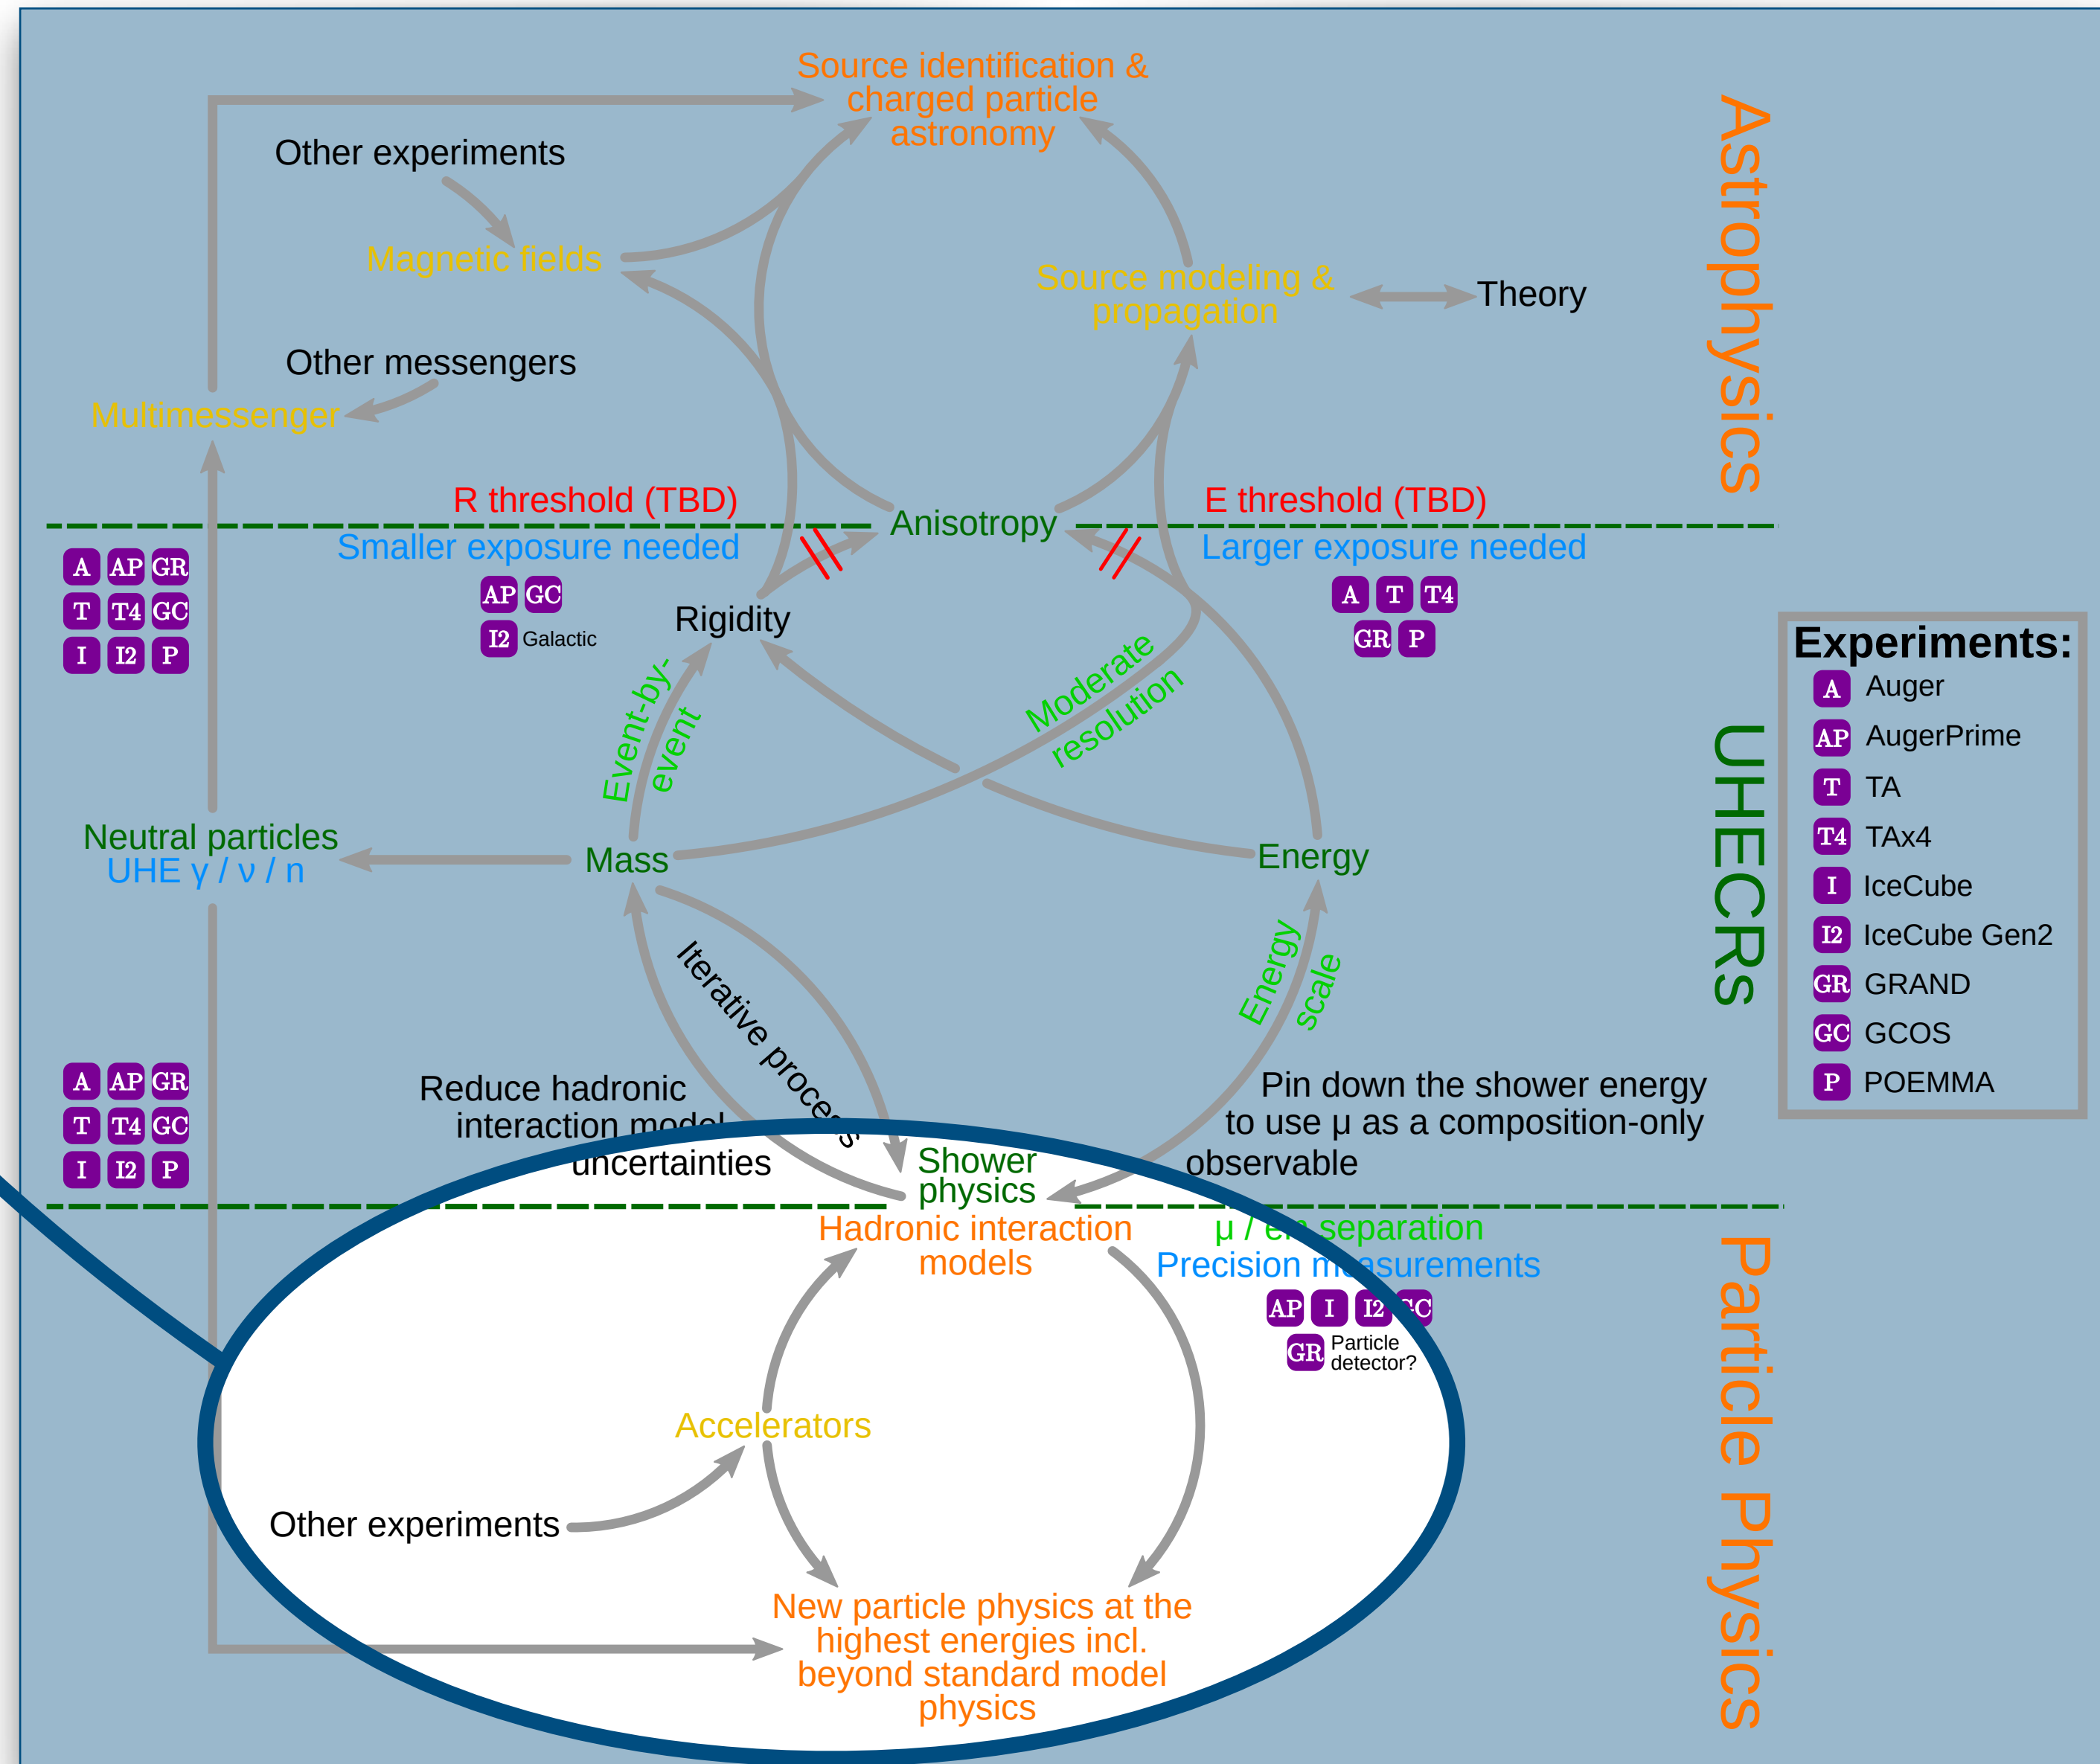 Source identification &
charged particle
astronomy
Other experiments
Magnetic fields
Source modeling &
propagation
Theory
Other messengers
Multimessenger
Astrophysics
R threshold (TBD)
E threshold (TBD)
Anisotropy
Smaller exposure needed
Larger exposure needed
A AP GR
T T4 GC
I I2 P
AP GC
I2 Galactic
A T T4
GR P
Rigidity
Event-by-
event
Moderate
resolution
Experiments:
A Auger
AP AugerPrime
T TA
T4 TAx4
I IceCube
I2 IceCube Gen2
GR GRAND
GC GCOS
P POEMMA
UHECRs
Neutral particles
UHE γ / ν / n
Mass
Energy
Iterative process
Energy
scale
A AP GR
T T4 GC
I I2 P
Reduce hadronic
interaction model
uncertainties
Pin down the shower energy
to use μ as a composition-only
observable
Shower
physics
Hadronic interaction
models
μ / em separation
Precision measurements
AP I I2 GC
GR Particle
detector?
Accelerators
Other experiments
New particle physics at the
highest energies incl.
beyond standard model
physics
Particle Physics